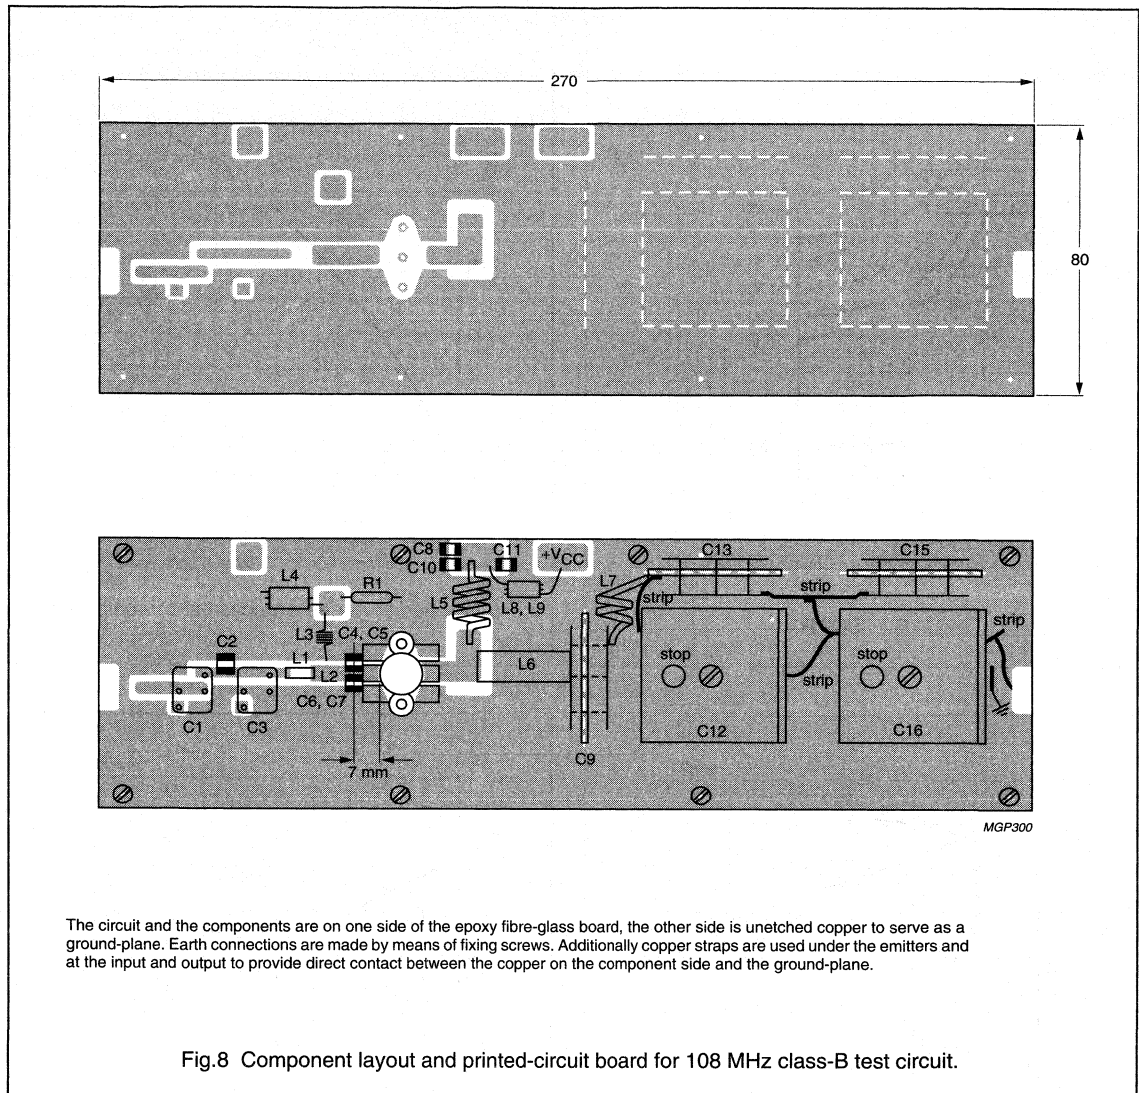 270
80
C8
C10
C11
+VCC
L4
R1
L5
L8, L9
L7
C13
C15
strip
strip
strip
strip
L3
C4, C5
C2
L1
L2
C6, C7
L6
stop
stop
C1
C3
C12
C16
C9
7 mm
MGP300
The circuit and the components are on one side of the epoxy fibre-glass board, the other side is unetched copper to serve as a
ground-plane. Earth connections are made by means of fixing screws. Additionally copper straps are used under the emitters and
at the input and output to provide direct contact between the copper on the component side and the ground-plane.
Fig.8 Component layout and printed-circuit board for 108 MHz class-B test circuit.